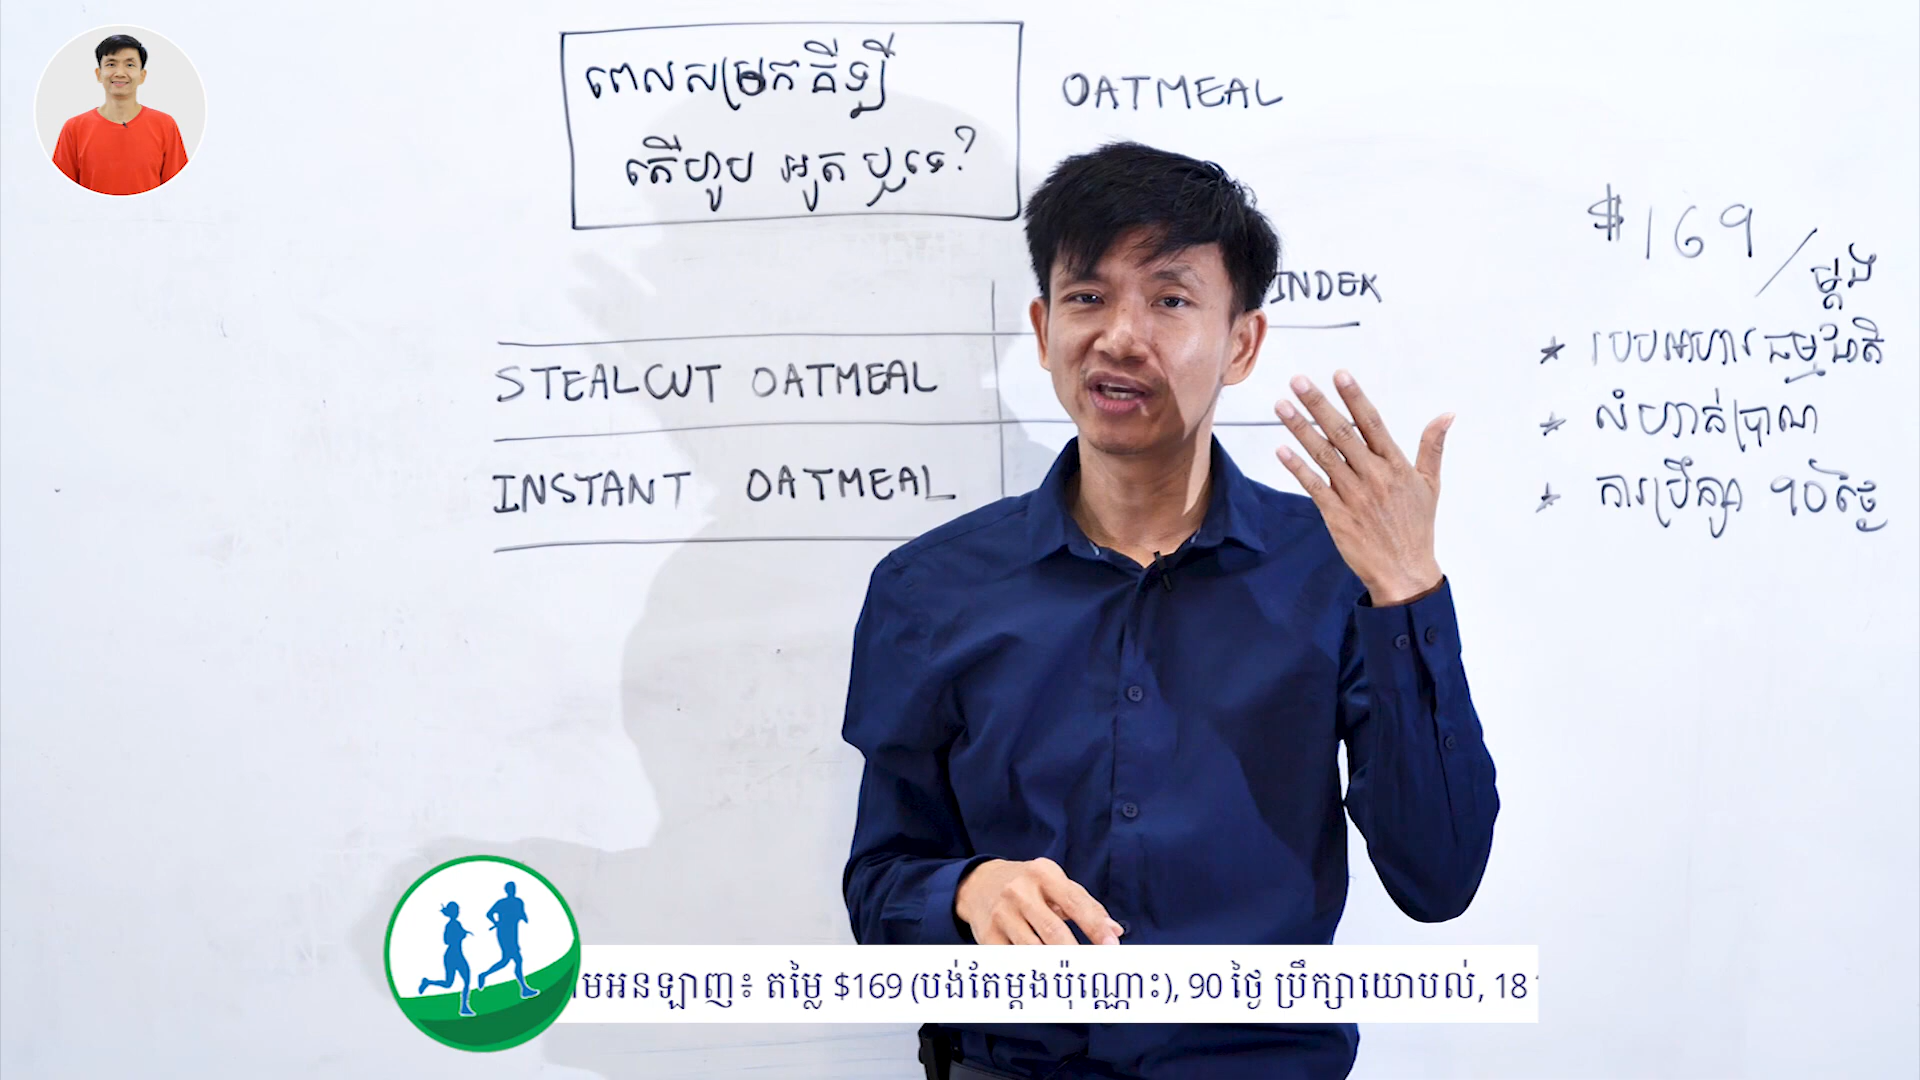 ពេលសម្រកគីឡី
តើហូប អូត ឬទេ?
OATMEAL
INDEX
STEALCUT OATMEAL
INSTANT OATMEAL
$169/ម្តង
* របបអាហារធម្មជាតិ
* លំហាត់ប្រាណ
* ការប្រឹក្សា ៩០ថ្ងៃ
មអនឡាញ៖ តម្លៃ $169 (បង់តែម្តងប៉ុណ្ណោះ), 90 ថ្ងៃ ប្រឹក្សាយោបល់, 18